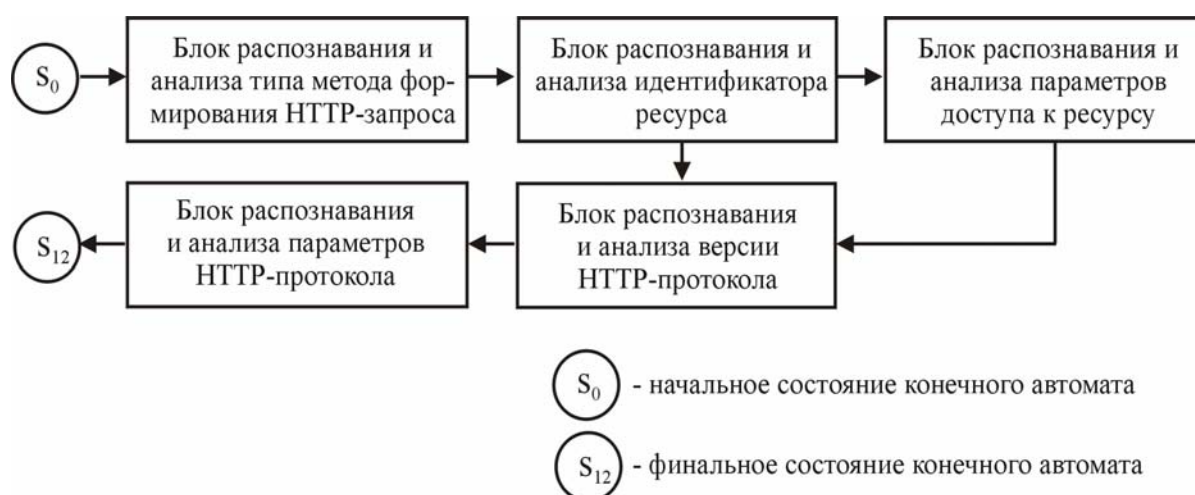 S0
Блок распознавания и
анализа типа метода фор-
мирования HTTP-запроса
Блок распознавания и
анализа идентификатора
ресурса
Блок распознавания и
анализа параметров
доступа к ресурсу
S12
Блок распознавания
и анализа параметров
HTTP-протокола
Блок распознавания
и анализа версии
HTTP-протокола
S0 - начальное состояние конечного автомата
S12 - финальное состояние конечного автомата